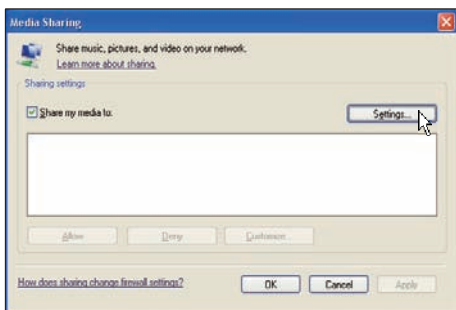 Media Sharing
Share music, pictures, and video on your network.
Learn more about sharing.
Sharing settings
Share my media to:
Settings...
Allow
Deny
Customize...
How does sharing change firewall settings?
OK
Cancel
Apply